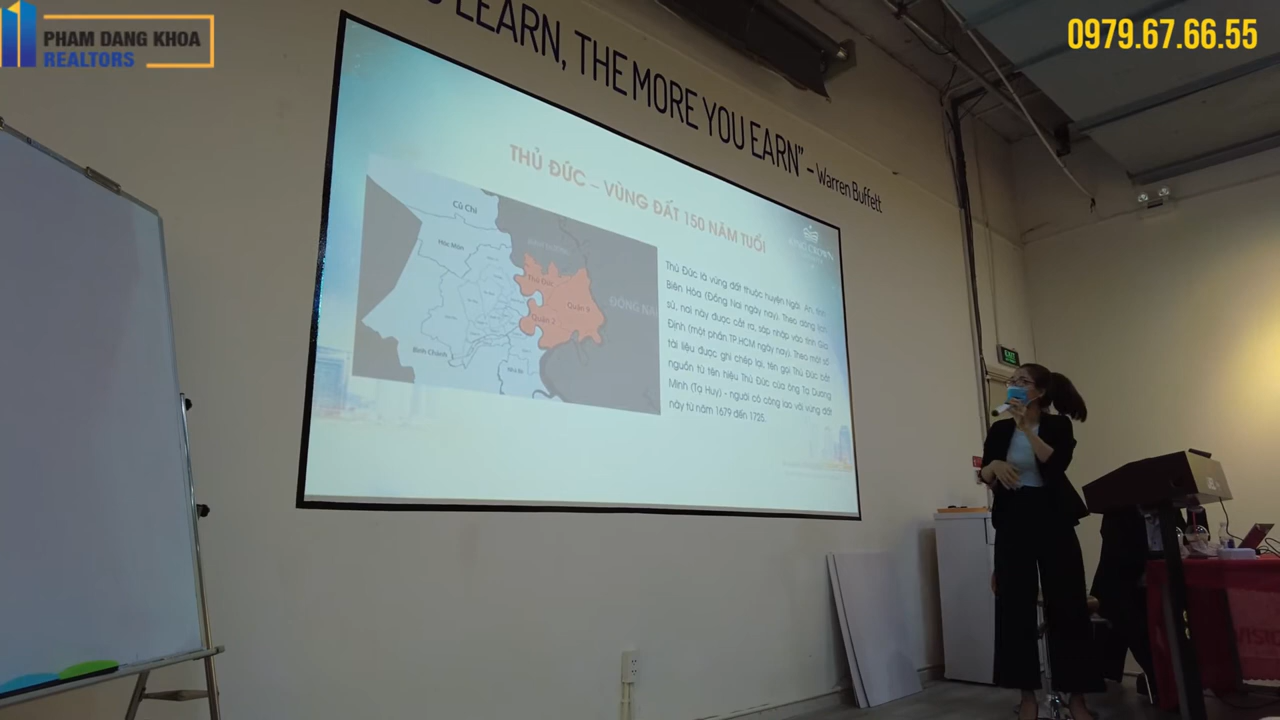 PHAM DANG KHOA
REALTORS
0979.67.66.55
LEARN, THE MORE YOU EARN" – Warren Buffett
THỦ ĐỨC – VÙNG ĐẤT 150 NĂM TUỔI
KING CROWN
Củ Chi
Hóc Môn
Thủ Đức
Quận 9
Quận 2
ĐỒNG NAI
Bình Chánh
Nhà Bè
Thủ Đức là vùng đất thuộc huyện Ngãi An, tỉnh
Biên Hòa (Đồng Nai ngày nay). Theo dòng lịch
sử, nơi này được cắt ra, sáp nhập vào tỉnh Gia
Định (một phần TP.HCM ngày nay). Theo một số
tài liệu được ghi chép lại, tên gọi Thủ Đức bắt
nguồn từ tên hiệu Thủ Đức của ông Tạ Dương
Minh (Tạ Huy) - người có công lao với vùng đất
này từ năm 1679 đến 1725.
EXIT